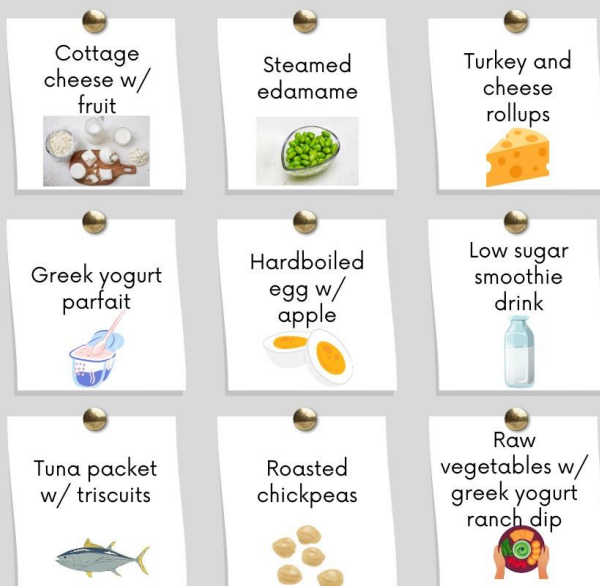 Cottage
cheese w/
fruit
Steamed
edamame
Turkey and
cheese
rollups
Greek yogurt
parfait
Hardboiled
egg w/
apple
Low sugar
smoothie
drink
Tuna packet
w/ triscuits
Roasted
chickpeas
Raw
vegetables w/
greek yogurt
ranch dip